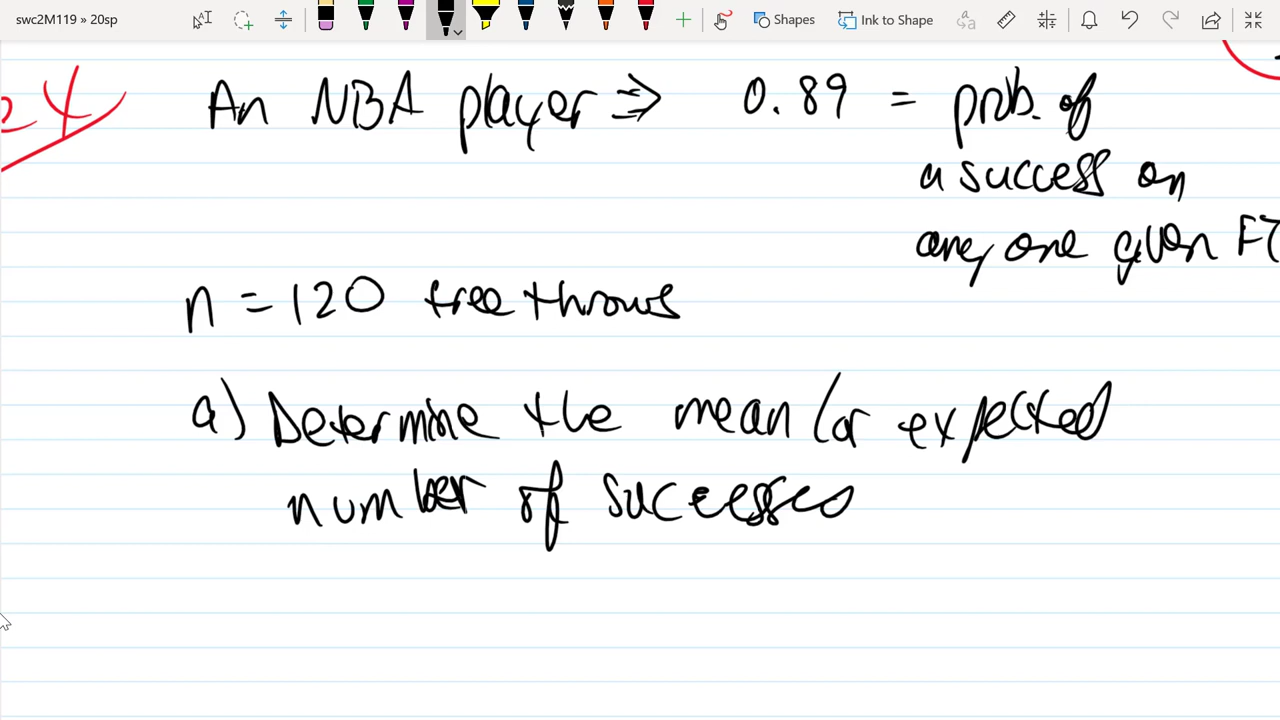 swc2M119 » 20sp
Shapes
Ink to Shape
24
An NBA player ⇒ 0.89 = prob. of
a success on
any one given FT
n = 120 free throws
a) Determine the mean (or expected
number of successes